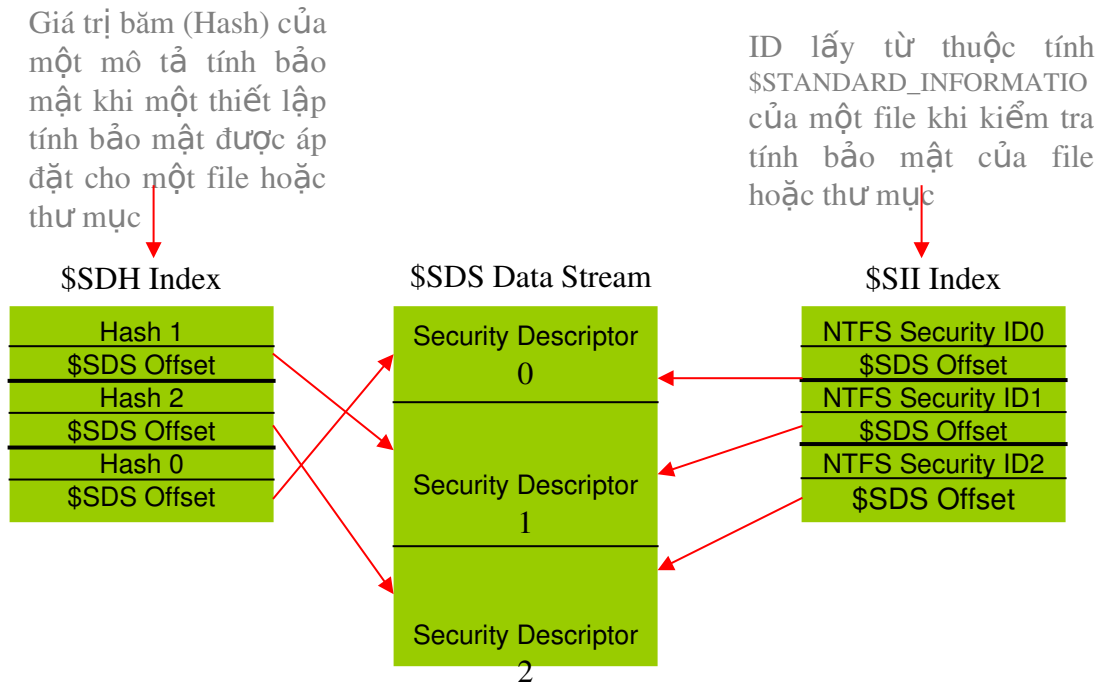 Giá trị băm (Hash) của
một mô tả tính bảo
mật khi một thiết lập
tính bảo mật được áp
đặt cho một file hoặc
thư mục
ID lấy từ thuộc tính
$STANDARD_INFORMATIO
của một file khi kiểm tra
tính bảo mật của file
hoặc thư mục
$SDH Index
Hash 1
$SDS Offset
Hash 2
$SDS Offset
Hash 0
$SDS Offset
$SDS Data Stream
Security Descriptor
0
Security Descriptor
1
Security Descriptor
2
$SII Index
NTFS Security ID0
$SDS Offset
NTFS Security ID1
$SDS Offset
NTFS Security ID2
$SDS Offset